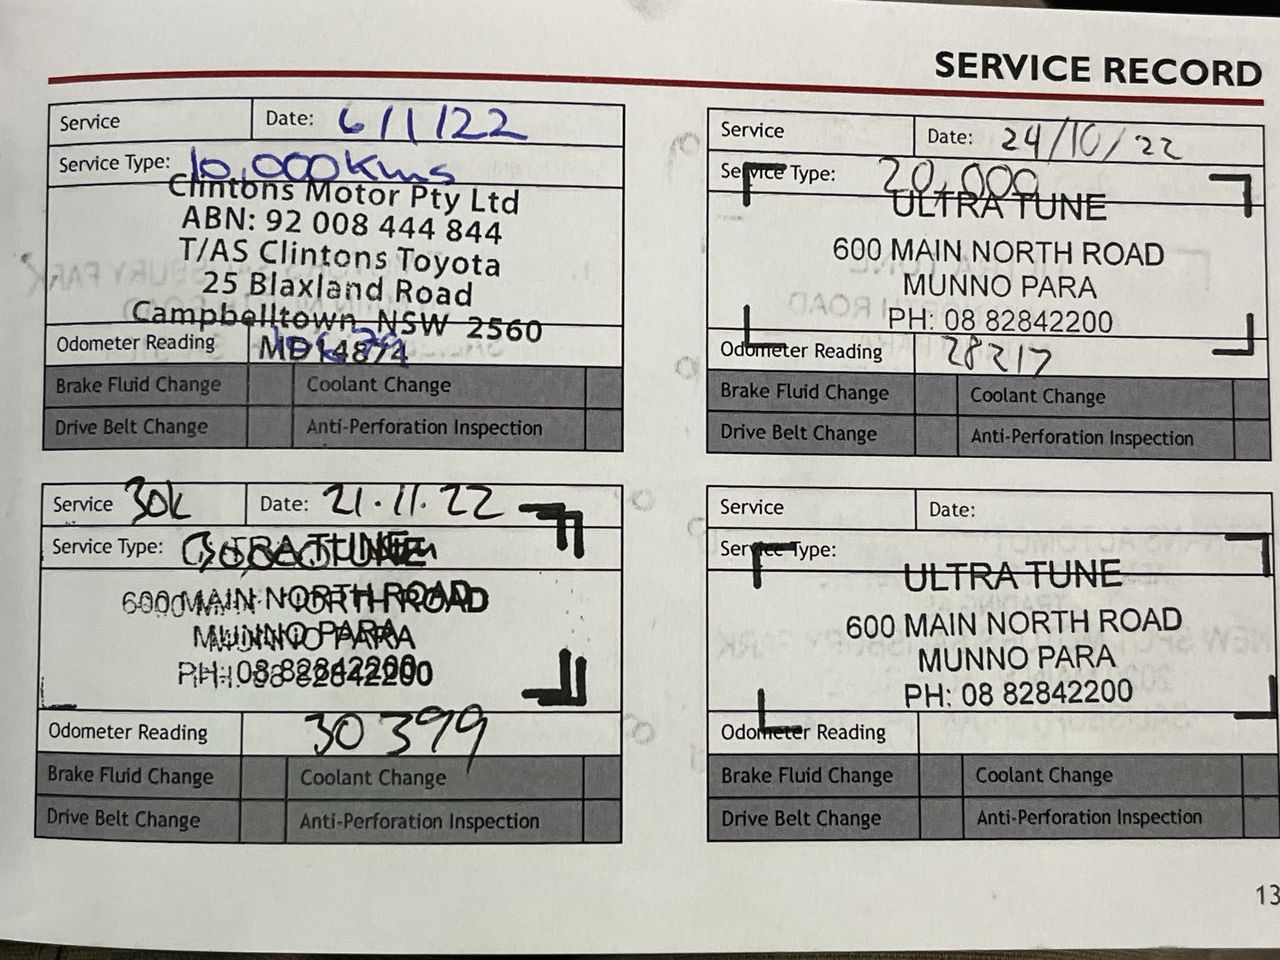 SERVICE RECORD
Service Date: 6/1/22
Service Type: 10,000Kms
Clintons Motor Pty Ltd
ABN: 92 008 444 844
T/AS Clintons Toyota
25 Blaxland Road
Campbelltown NSW 2560
Odometer Reading MD14874
Brake Fluid Change Coolant Change
Drive Belt Change Anti-Perforation Inspection
Service Date: 24/10/22
Service Type: 20,000
ULTRA TUNE
600 MAIN NORTH ROAD
MUNNO PARA
PH: 08 82842200
Odometer Reading 28217
Brake Fluid Change Coolant Change
Drive Belt Change Anti-Perforation Inspection
Service 30k Date: 21.11.22
Service Type:
ULTRA TUNE
600 MAIN NORTH ROAD
MUNNO PARA
PH: 08 82842200
Odometer Reading 30399
Brake Fluid Change Coolant Change
Drive Belt Change Anti-Perforation Inspection
Service Date:
Service Type:
ULTRA TUNE
600 MAIN NORTH ROAD
MUNNO PARA
PH: 08 82842200
Odometer Reading
Brake Fluid Change Coolant Change
Drive Belt Change Anti-Perforation Inspection
13